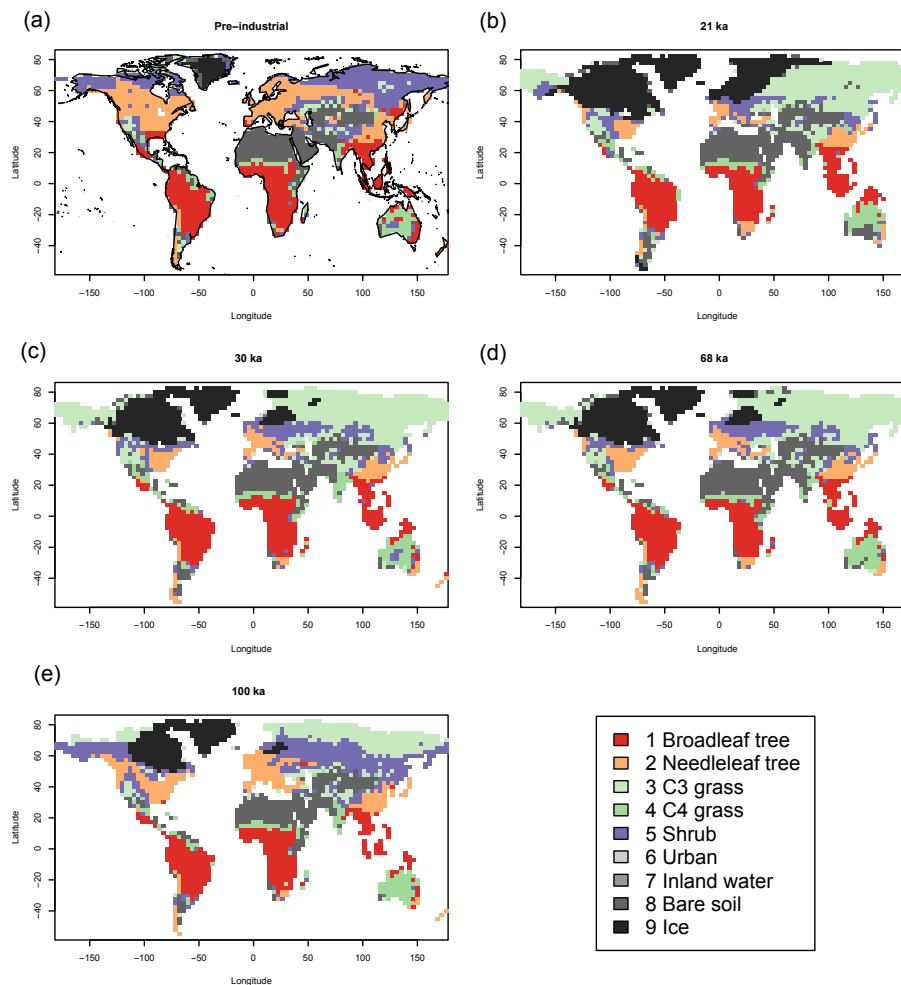 (a)
Pre−industrial
80
60
40
20
0
−20
−40
Latitude
−150 −100 −50 0 50 100 150
Longitude
(b)
21 ka
80
60
40
20
0
−20
−40
Latitude
−150 −100 −50 0 50 100 150
Longitude
(c)
30 ka
80
60
40
20
0
−20
−40
Latitude
−150 −100 −50 0 50 100 150
Longitude
(d)
68 ka
80
60
40
20
0
−20
−40
Latitude
−150 −100 −50 0 50 100 150
Longitude
(e)
100 ka
80
60
40
20
0
−20
−40
Latitude
−150 −100 −50 0 50 100 150
Longitude
1 Broadleaf tree
2 Needleleaf tree
3 C3 grass
4 C4 grass
5 Shrub
6 Urban
7 Inland water
8 Bare soil
9 Ice